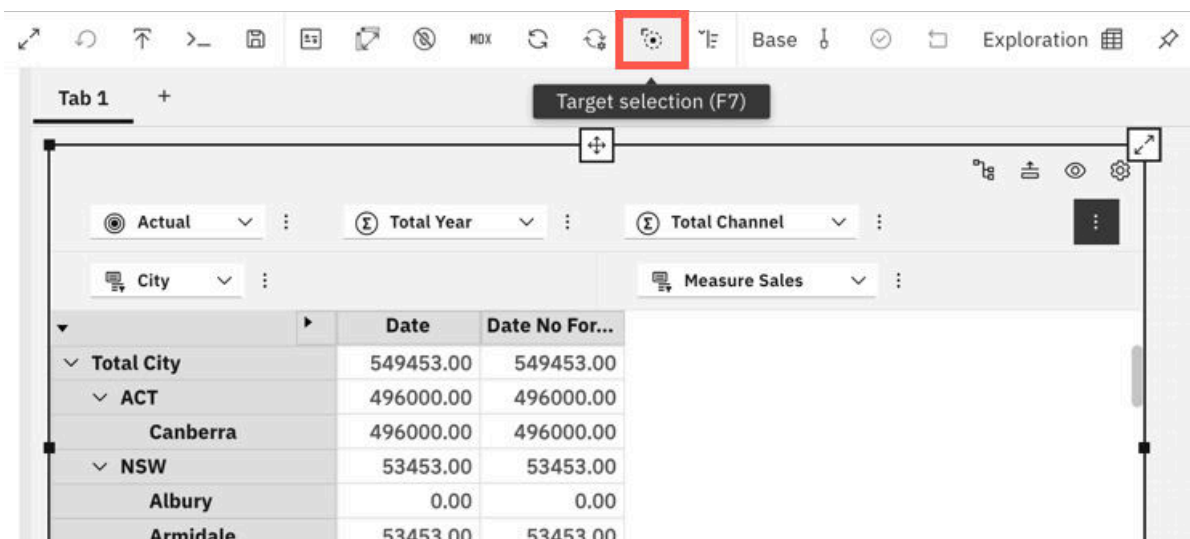 >_ MDX Base Exploration
Tab 1 +
Target selection (F7)
Actual Total Year Total Channel
City Measure Sales
Date Date No For...
Total City 549453.00 549453.00
ACT 496000.00 496000.00
Canberra 496000.00 496000.00
NSW 53453.00 53453.00
Albury 0.00 0.00
Armidale 53453.00 53453.00